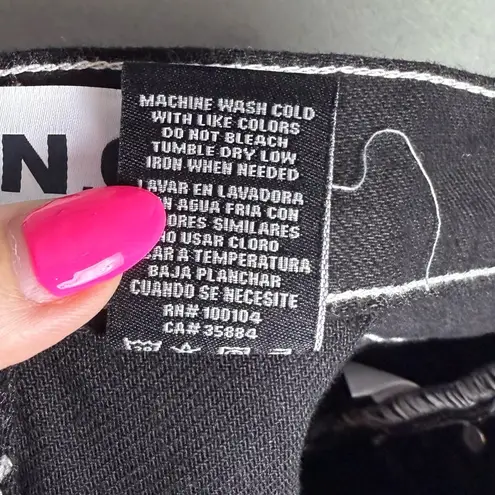 N
MACHINE WASH COLD
WITH LIKE COLORS
DO NOT BLEACH
TUMBLE DRY LOW
IRON WHEN NEEDED
LAVAR EN LAVADORA
AGUA FRIA CON
SIMILARES
NO USAR CLORO
A TEMPERATURA
BAJA PLANCHAR
CUANDO SE NECESITE
RN# 100104
CA# 35884